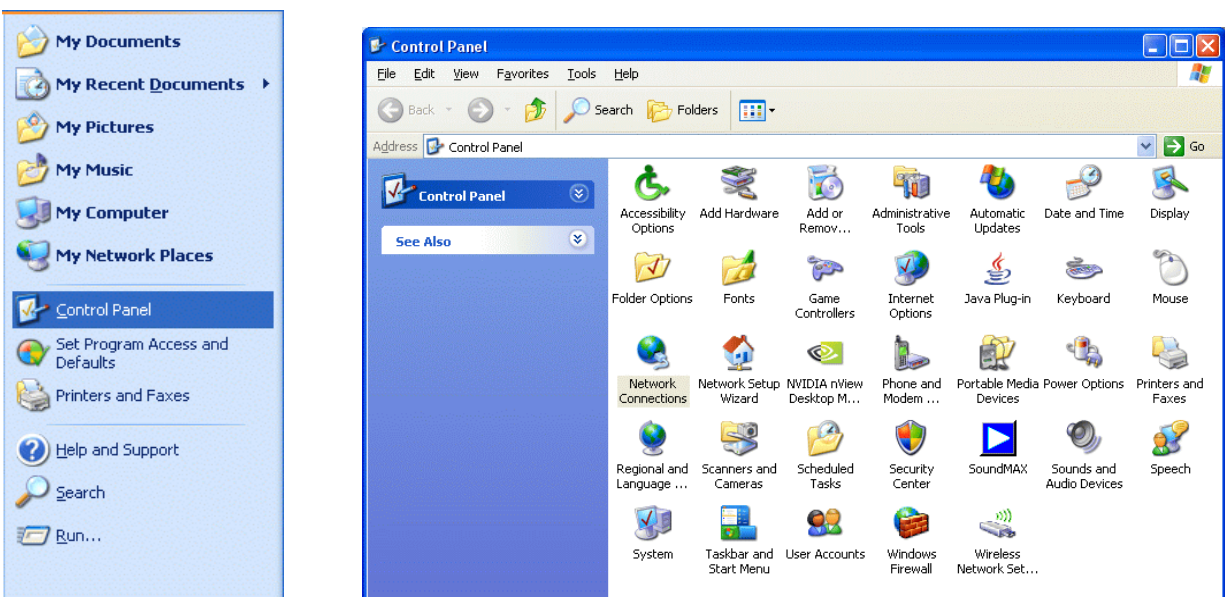 My Documents
My Recent Documents
My Pictures
My Music
My Computer
My Network Places
Control Panel
Set Program Access and
Defaults
Printers and Faxes
Help and Support
Search
Run...
Control Panel
File Edit View Favorites Tools Help
Back Search Folders
Address Control Panel Go
Control Panel
See Also
Accessibility Add Hardware Add or Administrative Automatic Date and Time Display
Options Remov... Tools Updates
Folder Options Fonts Game Internet Java Plug-in Keyboard Mouse
Controllers Options
Network Network Setup NVIDIA nView Phone and Portable Media Power Options Printers and
Connections Wizard Desktop M... Modem ... Devices Faxes
Regional and Scanners and Scheduled Security SoundMAX Sounds and Speech
Language ... Cameras Tasks Center Audio Devices
System Taskbar and User Accounts Windows Wireless
Start Menu Firewall Network Set...